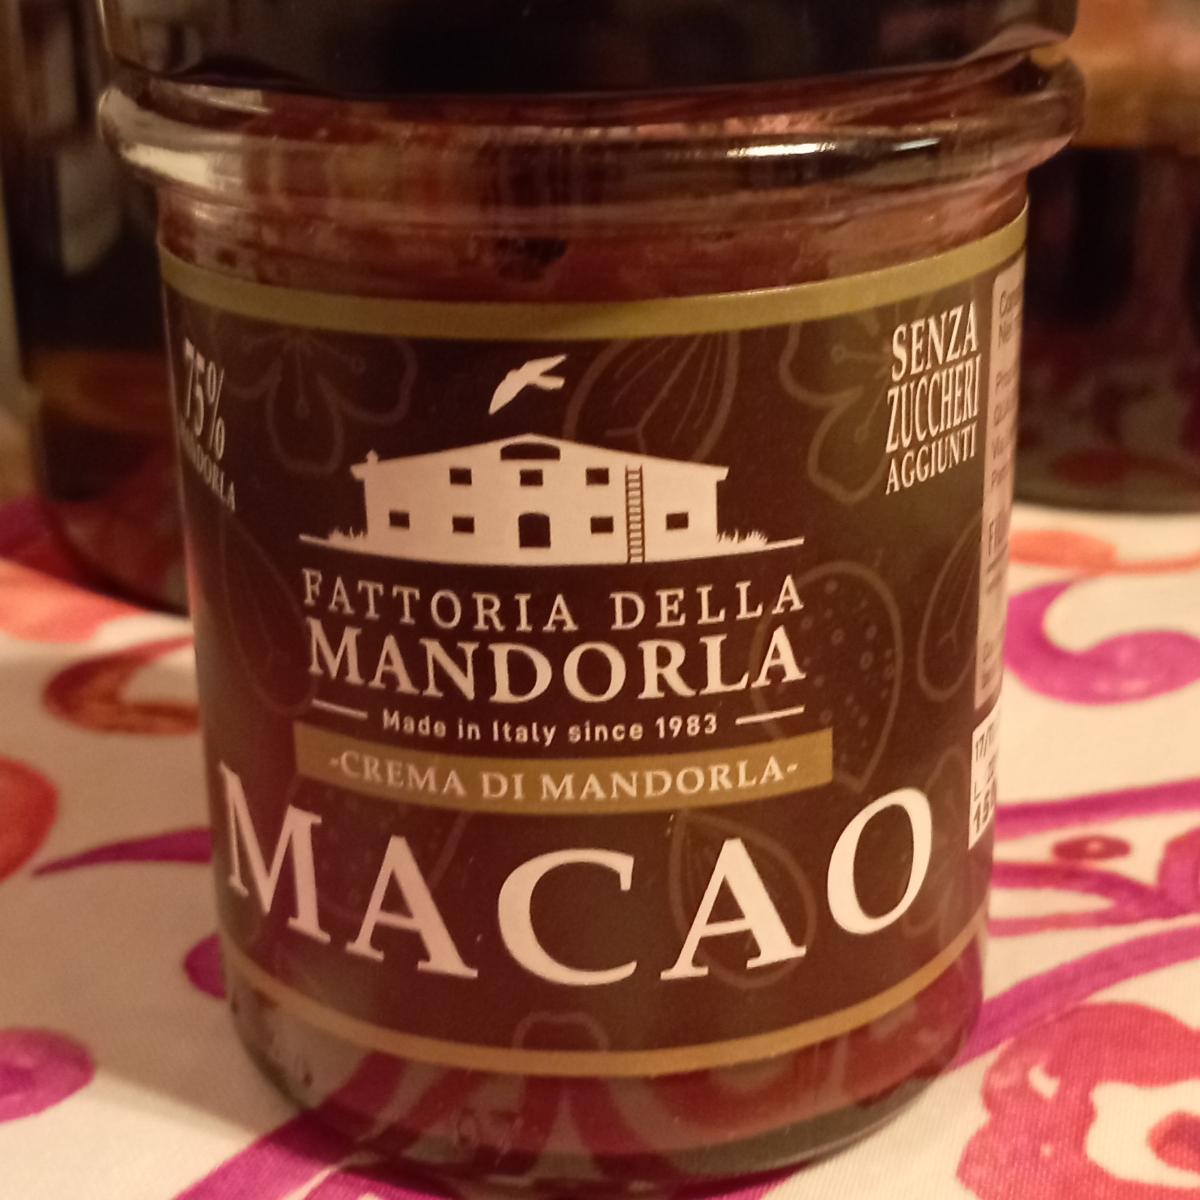 75%
MANDORLA
SENZA
ZUCCHERI
AGGIUNTI
FATTORIA DELLA
MANDORLA
Made in Italy since 1983
-CREMA DI MANDORLA-
MACAO